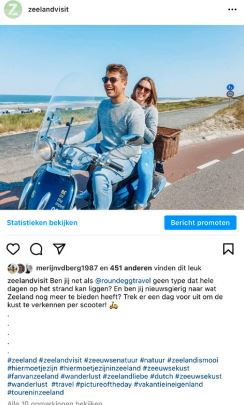 zeelandvisit
Statistieken bekijken
Bericht promoten
merijnvdberg1987 en 451 anderen vinden dit leuk
zeelandvisit Ben jij net als @roundeggtravel geen type dat hele
dagen op het strand kan liggen? En ben jij nieuwsgierig naar wat
Zeeland nog meer te bieden heeft? Trek er een dag voor uit om de
kust te verkennen per scooter! 🛵
.
.
.
.
.
#zeeland #zeelandvisit #zeeuwsenatuur #natuur #zeelandismooi
#hiermoetjezijn #hiermoetjezijninzeeland #zeeuwsekust
#fanvanzeeland #wanderlust #zeelandliebe #dutch #zeeuwsekust
#wanderlust #travel #pictureoftheday #vakantieineigenland
#toureninzeeland
Alle 10 opmerkingen bekijken